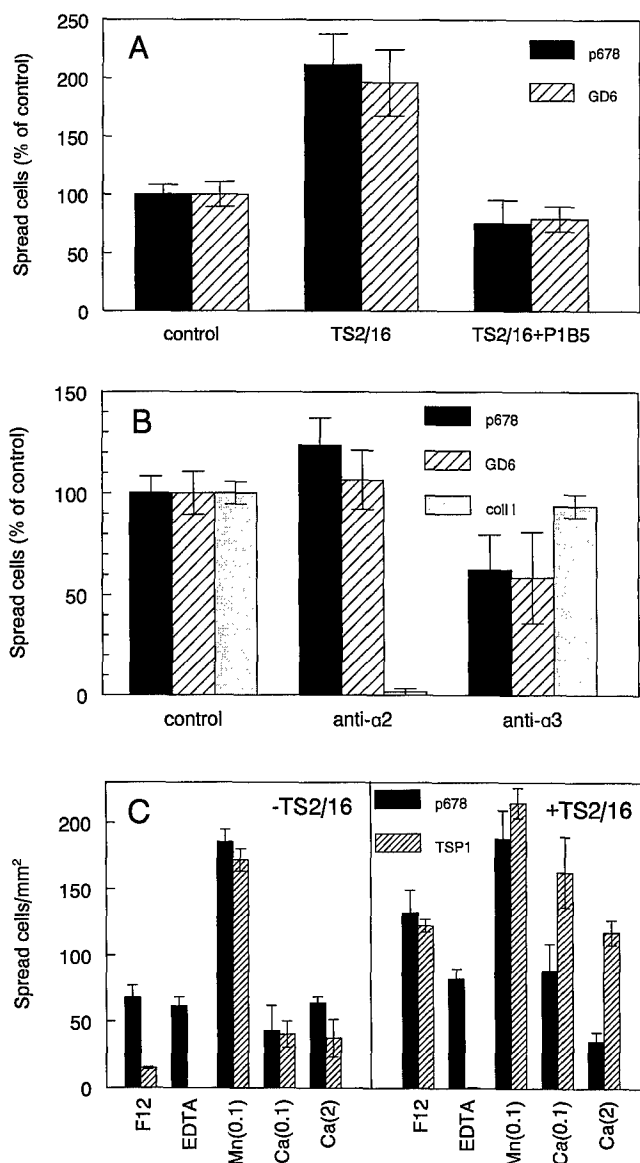 A
p678
GD6
Spread cells (% of control)
250
200
150
100
50
0
control
TS2/16
TS2/16+P1B5
B
p678
GD6
coll I
Spread cells (% of control)
150
100
50
0
control
anti-α2
anti-α3
C
-TS2/16
p678
TSP1
+TS2/16
Spread cells/mm²
200
150
100
50
0
F12
EDTA
Mn(0.1)
Ca(0.1)
Ca(2)
F12
EDTA
Mn(0.1)
Ca(0.1)
Ca(2)